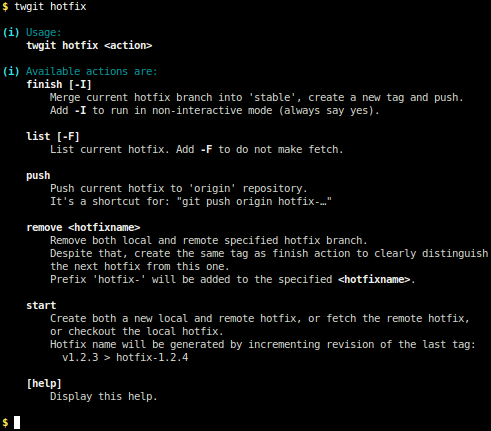 $ twgit hotfix
(i) Usage:
twgit hotfix <action>
(i) Available actions are:
finish [-I]
Merge current hotfix branch into 'stable', create a new tag and push.
Add -I to run in non-interactive mode (always say yes).
list [-F]
List current hotfix. Add -F to do not make fetch.
push
Push current hotfix to 'origin' repository.
It's a shortcut for: "git push origin hotfix-…"
remove <hotfixname>
Remove both local and remote specified hotfix branch.
Despite that, create the same tag as finish action to clearly distinguish
the next hotfix from this one.
Prefix 'hotfix-' will be added to the specified <hotfixname>.
start
Create both a new local and remote hotfix, or fetch the remote hotfix,
or checkout the local hotfix.
Hotfix name will be generated by incrementing revision of the last tag:
v1.2.3 > hotfix-1.2.4
[help]
Display this help.
$